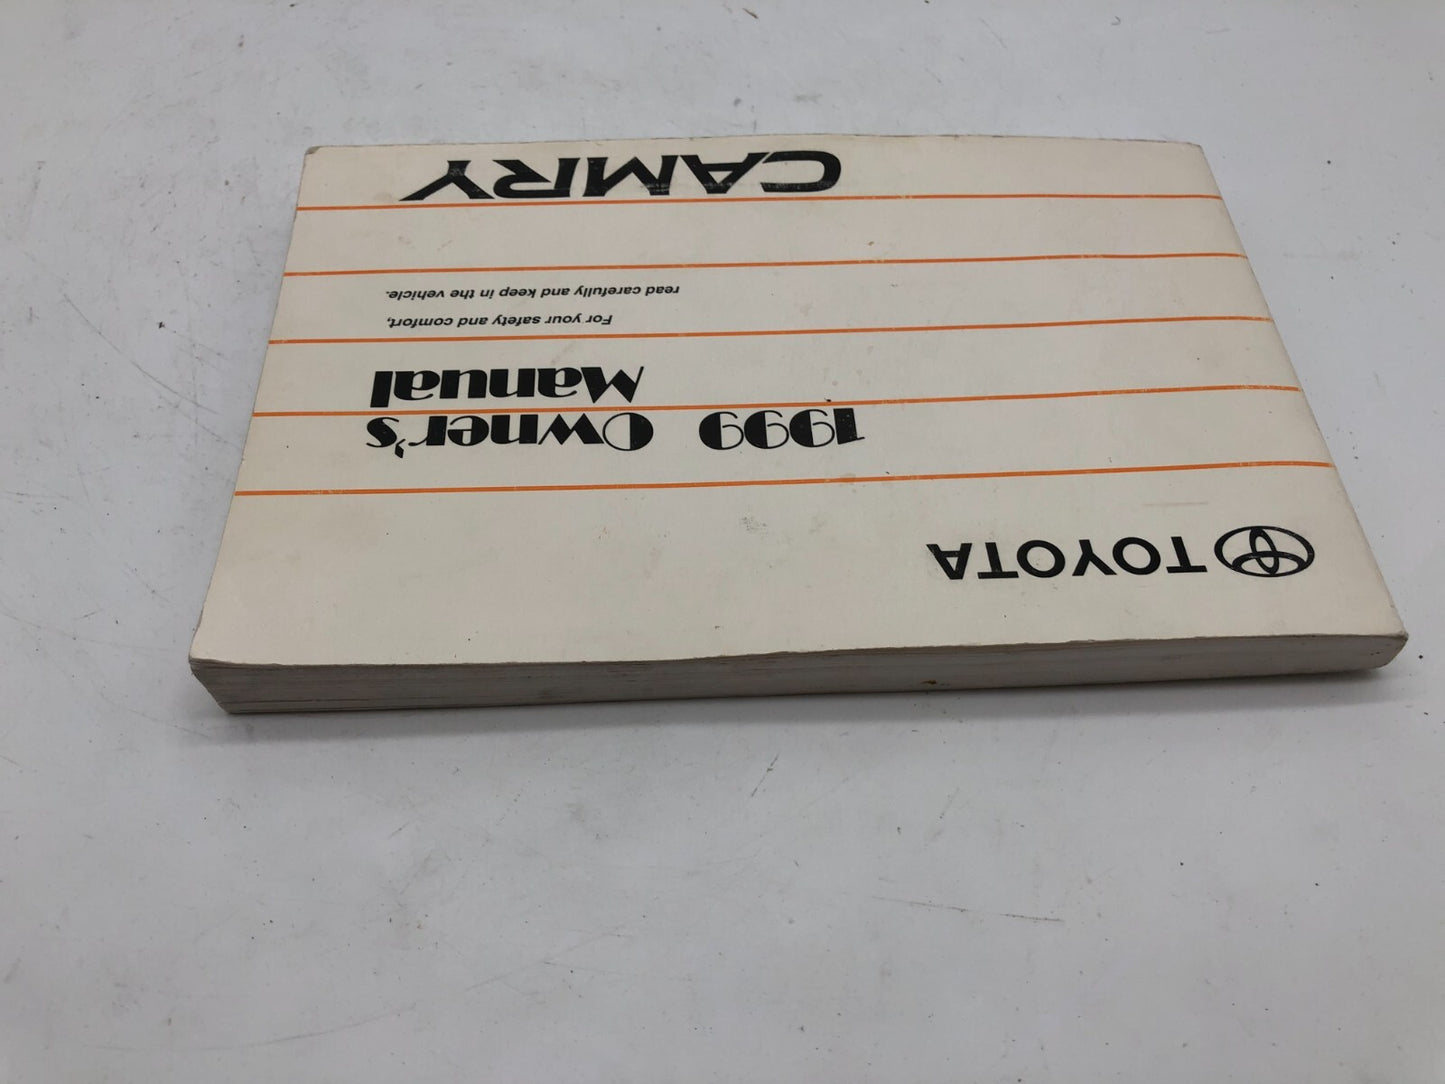 TOYOTA
1999 Owner's
Manual
For your safety and comfort,
read carefully and keep in the vehicle.
CAMRY